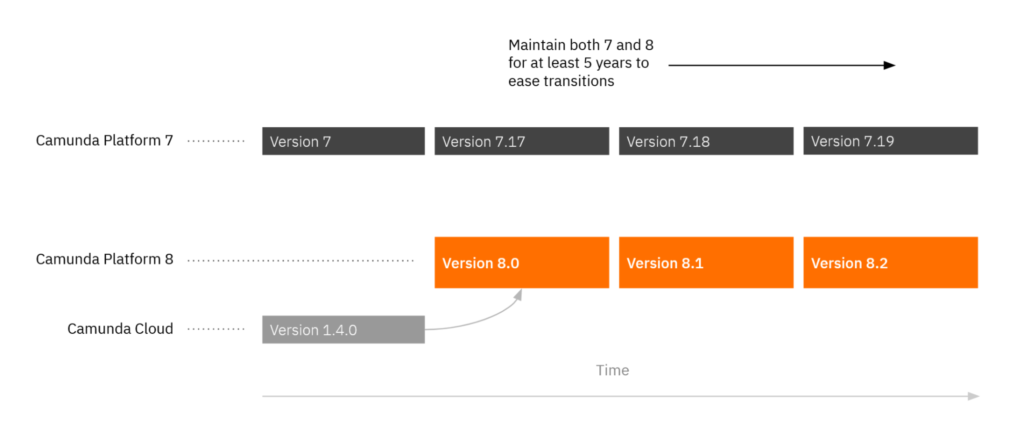 Maintain both 7 and 8
for at least 5 years to
ease transitions
Camunda Platform 7
Version 7
Version 7.17
Version 7.18
Version 7.19
Camunda Platform 8
Version 8.0
Version 8.1
Version 8.2
Camunda Cloud
Version 1.4.0
Time